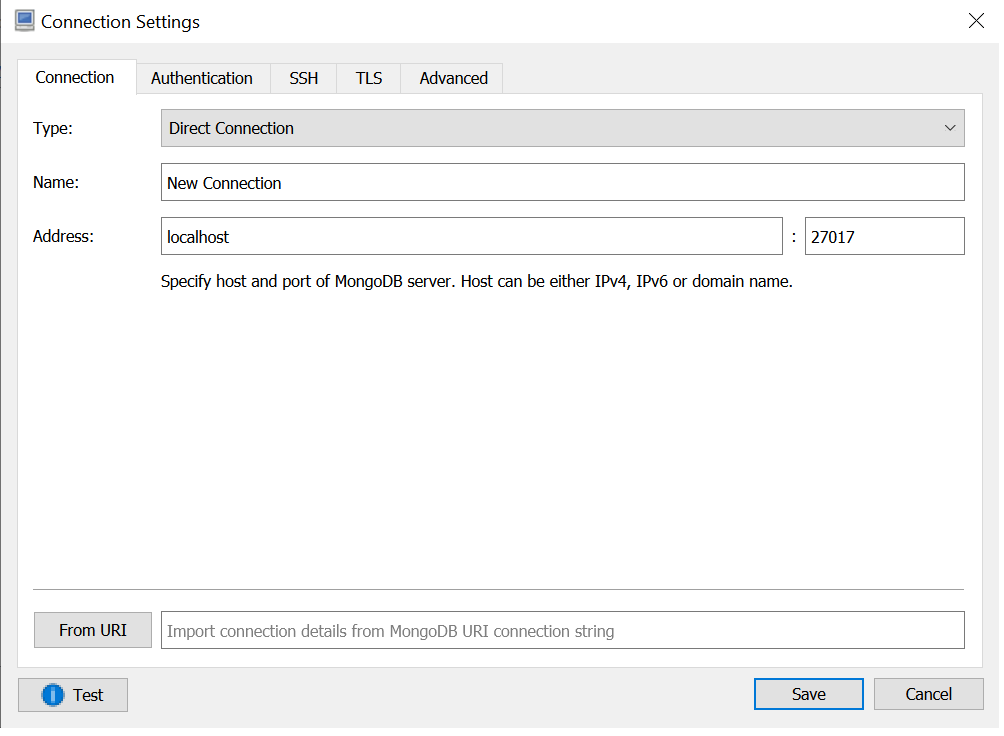 Connection Settings
Connection Authentication SSH TLS Advanced
Type: Direct Connection
Name: New Connection
Address: localhost : 27017
Specify host and port of MongoDB server. Host can be either IPv4, IPv6 or domain name.
From URI Import connection details from MongoDB URI connection string
Test Save Cancel